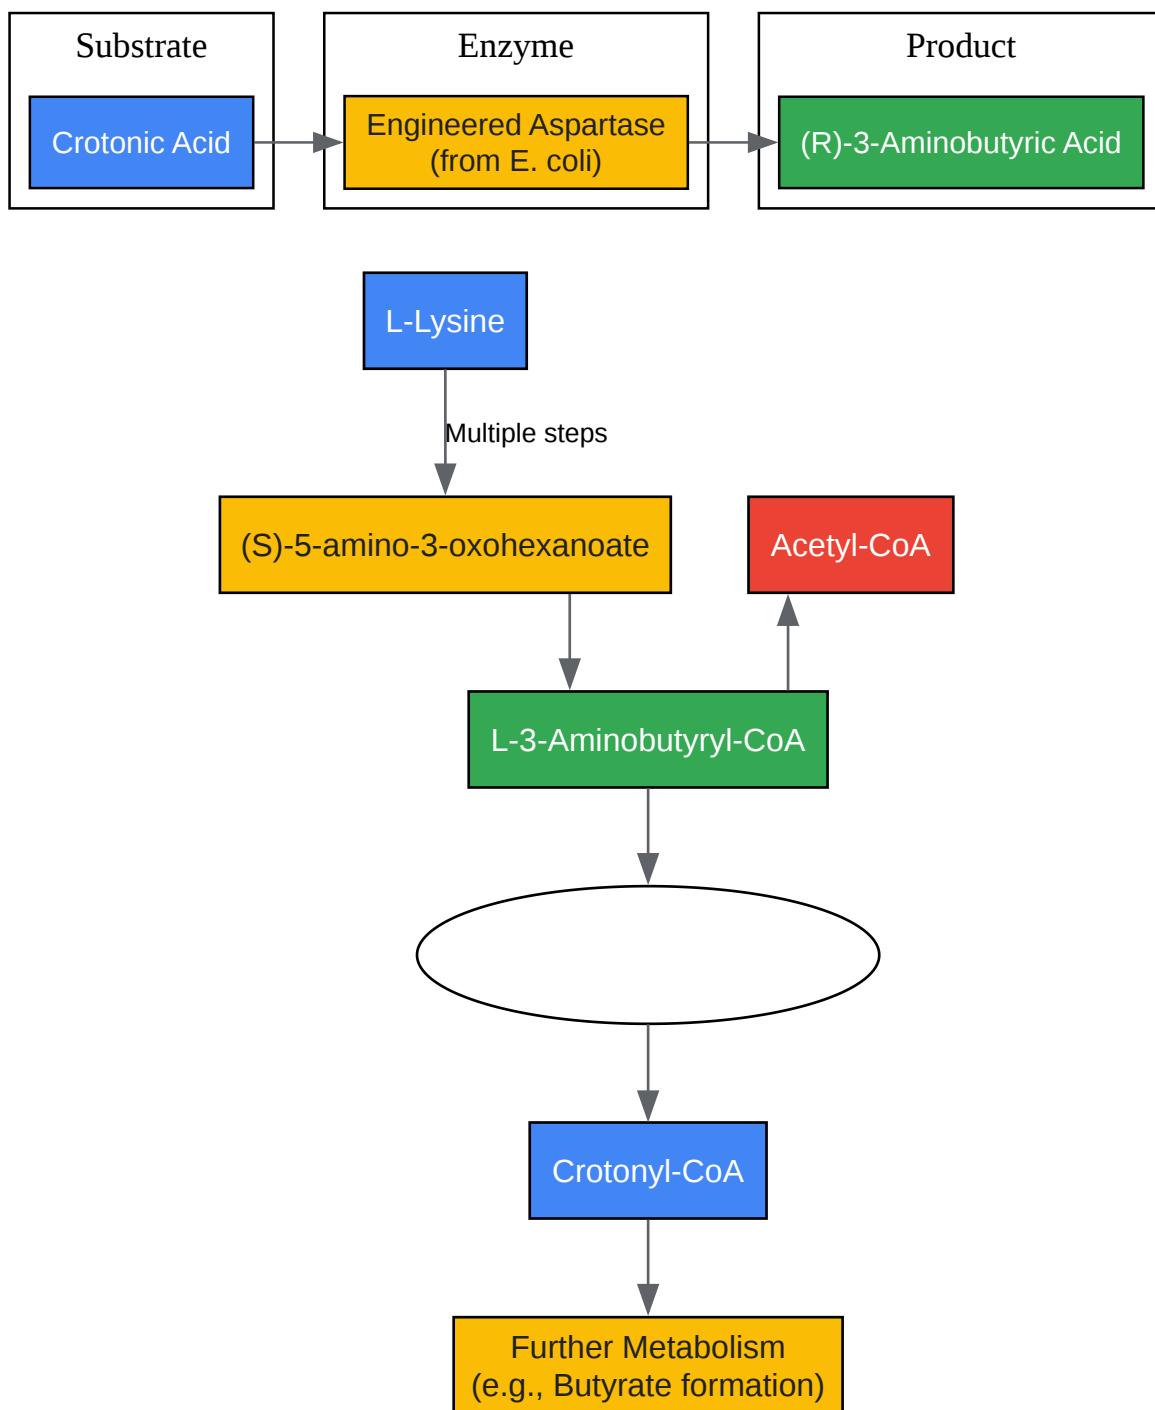 Substrate
Enzyme
Product
Crotonic Acid
Engineered Aspartase
(from E. coli)
(R)-3-Aminobutyric Acid
L-Lysine
Multiple steps
(S)-5-amino-3-oxohexanoate
Acetyl-CoA
L-3-Aminobutyryl-CoA
Crotonyl-CoA
Further Metabolism
(e.g., Butyrate formation)